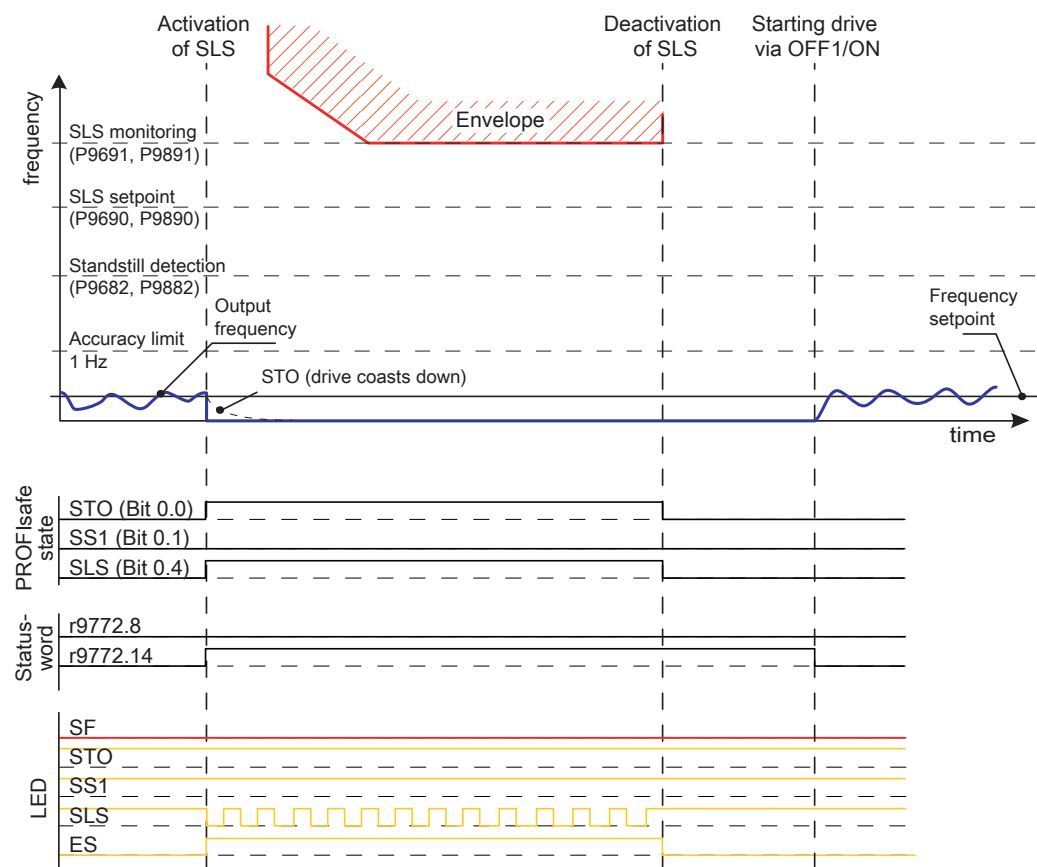 Activation
of SLS
Deactivation
of SLS
Starting drive
via OFF1/ON
frequency
Envelope
SLS monitoring
(P9691, P9891)
SLS setpoint
(P9690, P9890)
Standstill detection
(P9682, P9882)
Output
frequency
Frequency
setpoint
Accuracy limit
1 Hz
STO (drive coasts down)
time
PROFIsafe
state
STO (Bit 0.0)
SS1 (Bit 0.1)
SLS (Bit 0.4)
Status-
word
r9772.8
r9772.14
LED
SF
STO
SS1
SLS
ES